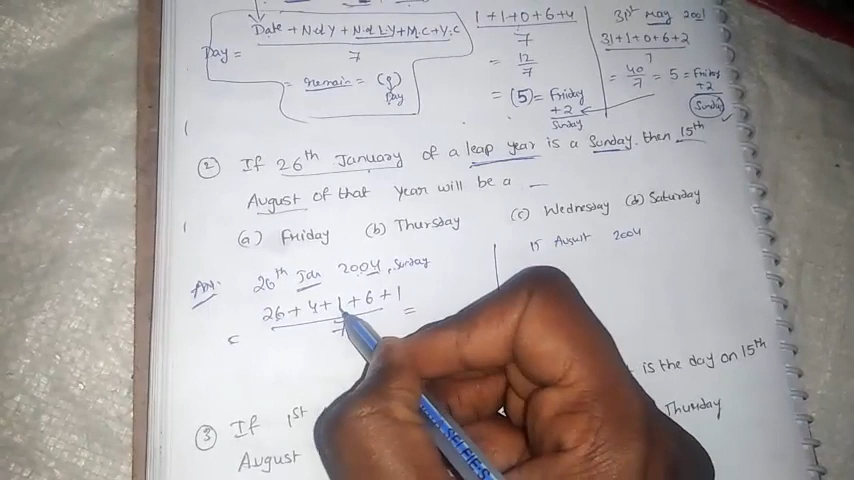 Date + N.d Y + N.d L.Y + M.C + Y.C
Day =
7
= Remain = (g)
Day
1+1+0+6+4
7
= 12
7
= (5) = Friday
+2
Sunday
31st May 2001
31+1+0+6+2
7
= 40
7 = 5 = Friday
+2
Sunday
② If 26th January of a leap year is a Sunday. then 15th
August of that Year will be a —
(a) Friday (b) Thursday (c) Wednesday (d) Saturday
Ans: 26th Jan 2004, Sunday
26 + 4 + 1 + 6 + 1 =
7
15 August 2004
③ If 1st is the day on 15th
August Thursday
SELFIES